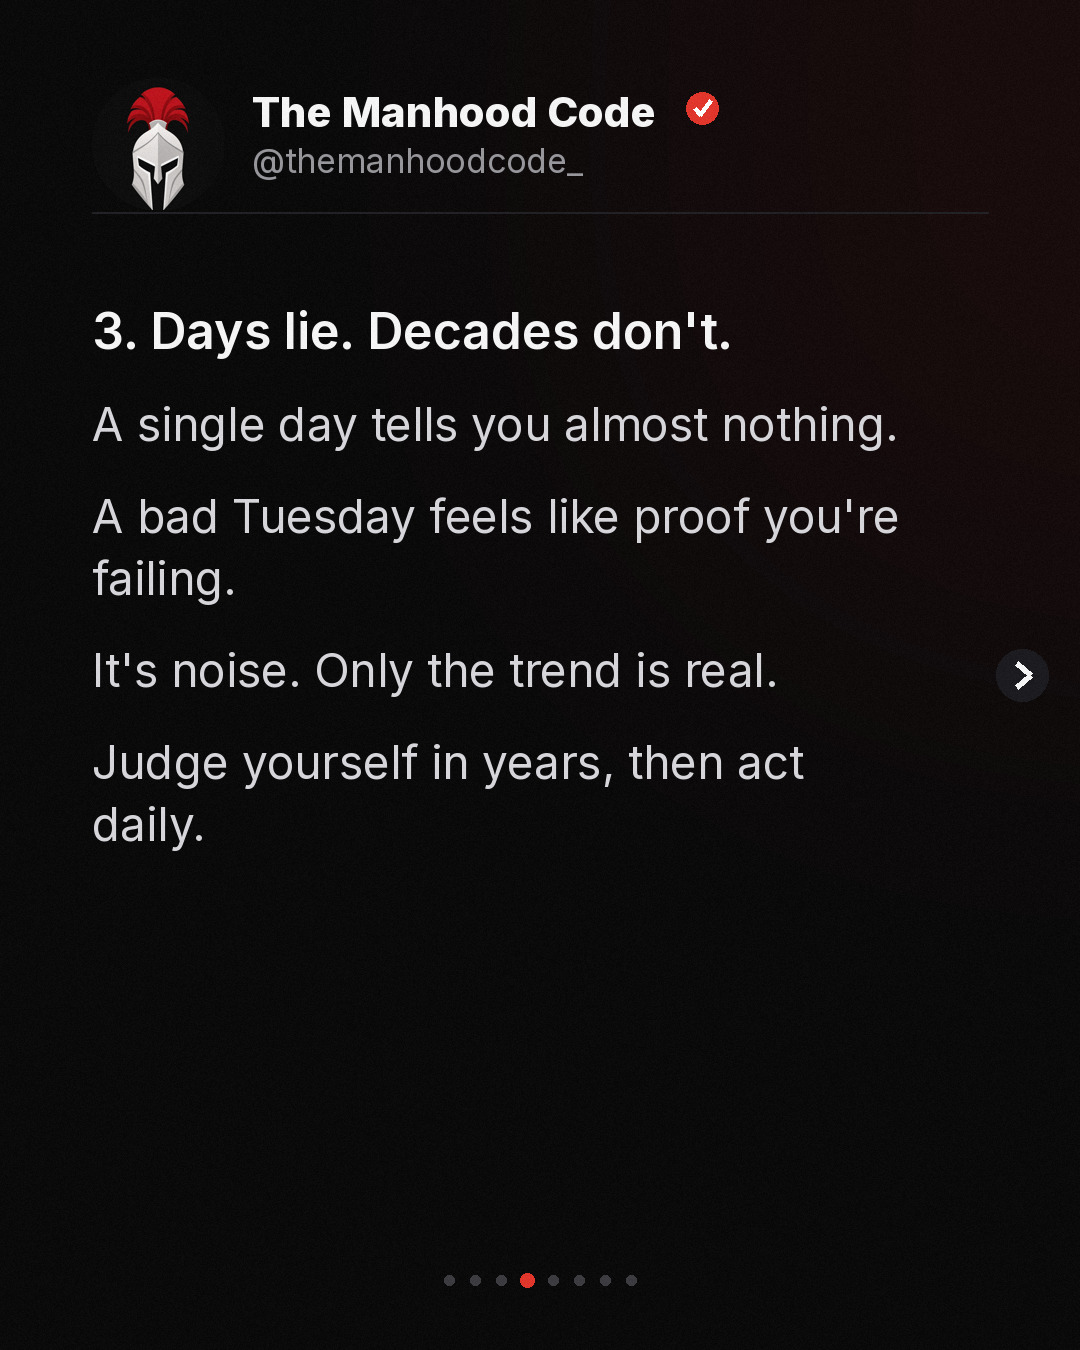 The Manhood Code
@themanhoodcode_
3. Days lie. Decades don't.
A single day tells you almost nothing.
A bad Tuesday feels like proof you're
failing.
It's noise. Only the trend is real.
Judge yourself in years, then act
daily.